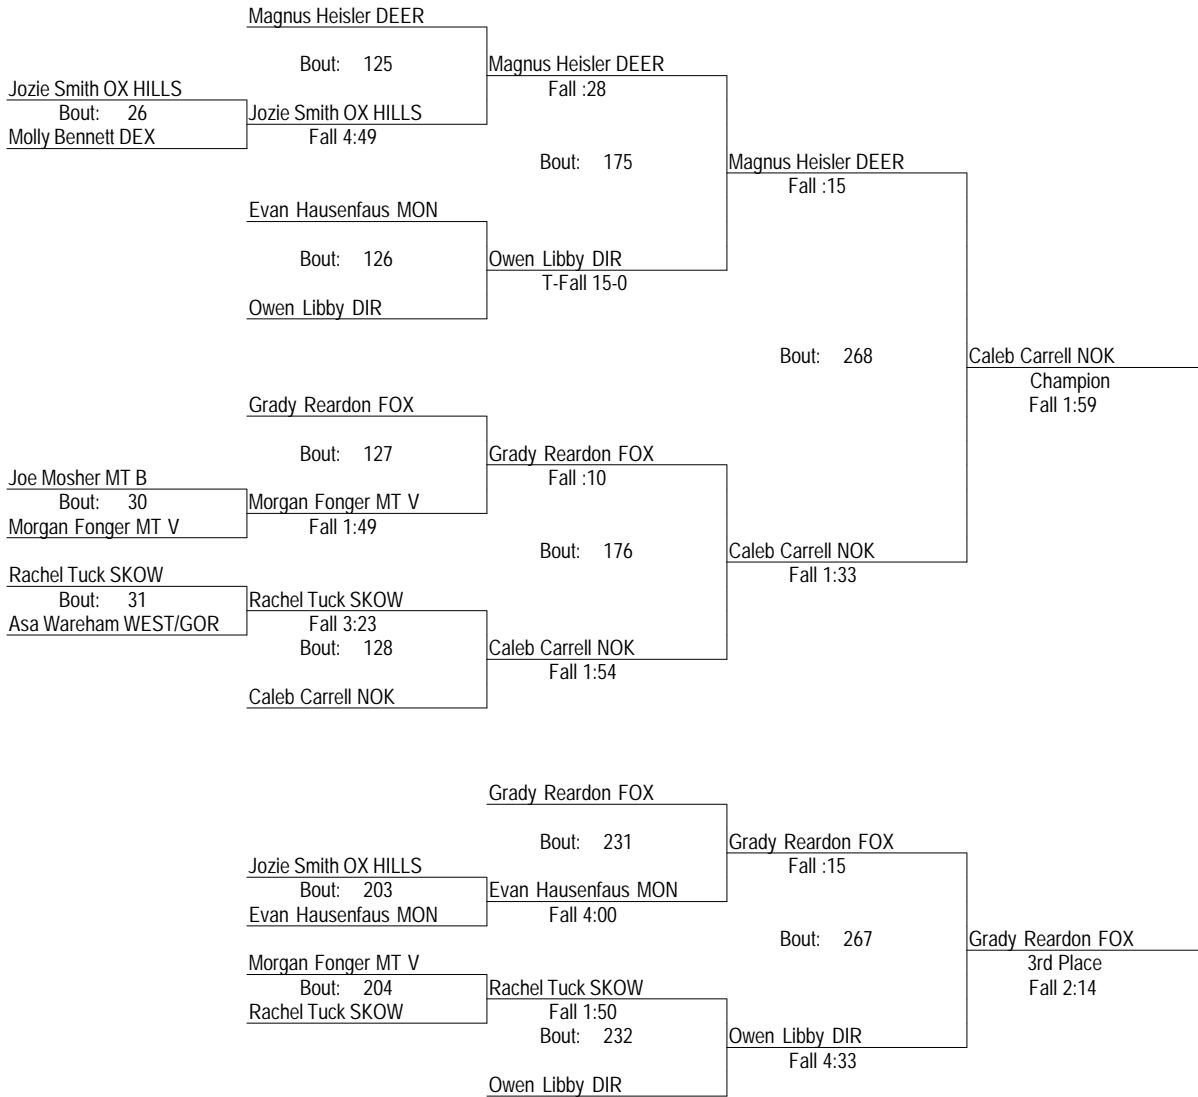 Magnus Heisler DEER
Bout: 125
Magnus Heisler DEER
Fall :28
Jozie Smith OX HILLS
Bout: 26
Molly Bennett DEX
Jozie Smith OX HILLS
Fall 4:49
Bout: 175
Magnus Heisler DEER
Fall :15
Evan Hausenfaus MON
Bout: 126
Owen Libby DIR
T-Fall 15-0
Owen Libby DIR
Bout: 268
Caleb Carrell NOK
Champion
Fall 1:59
Grady Reardon FOX
Bout: 127
Grady Reardon FOX
Fall :10
Joe Mosher MT B
Bout: 30
Morgan Fonger MT V
Morgan Fonger MT V
Fall 1:49
Bout: 176
Caleb Carrell NOK
Fall 1:33
Rachel Tuck SKOW
Bout: 31
Asa Wareham WEST/GOR
Rachel Tuck SKOW
Fall 3:23
Bout: 128
Caleb Carrell NOK
Fall 1:54
Caleb Carrell NOK
Grady Reardon FOX
Bout: 231
Grady Reardon FOX
Fall :15
Jozie Smith OX HILLS
Bout: 203
Evan Hausenfaus MON
Evan Hausenfaus MON
Fall 4:00
Bout: 267
Grady Reardon FOX
3rd Place
Fall 2:14
Morgan Fonger MT V
Bout: 204
Rachel Tuck SKOW
Rachel Tuck SKOW
Fall 1:50
Bout: 232
Owen Libby DIR
Fall 4:33
Owen Libby DIR